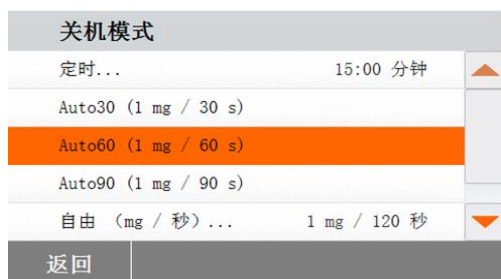 关机模式
定时... 15:00 分钟
Auto30 (1 mg / 30 s)
Auto60 (1 mg / 60 s)
Auto90 (1 mg / 90 s)
自由 (mg / 秒)... 1 mg / 120 秒
返回